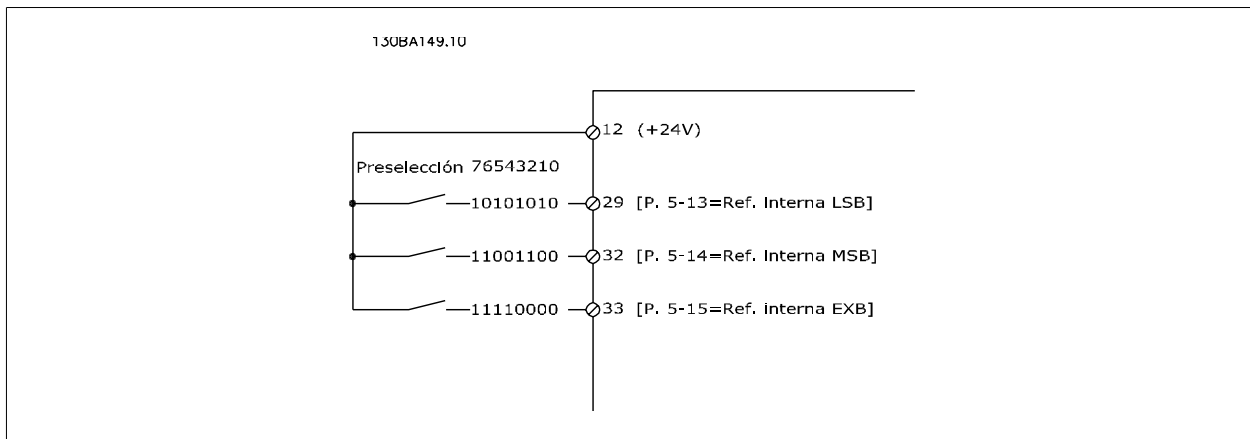 130BA149.10
12 (+24V)
Preselección 76543210
10101010 29 [P. 5-13=Ref. Interna LSB]
11001100 32 [P. 5-14=Ref. Interna MSB]
11110000 33 [P. 5-15=Ref. interna EXB]